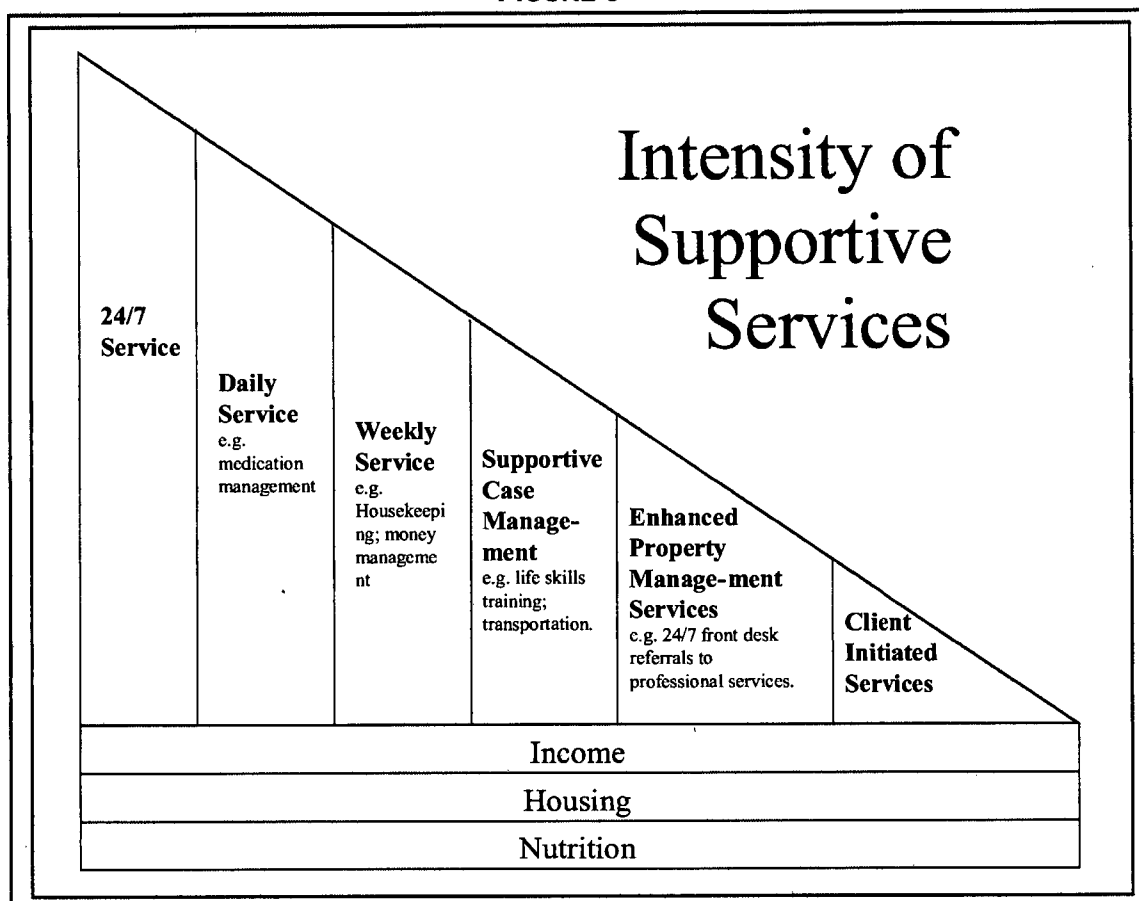 Intensity of
Supportive
Services
24/7
Service
Daily
Service
e.g.
medication
management
Weekly
Service
e.g.
Housekeepi
ng; money
manageme
nt
Supportive
Case
Manage-
ment
e.g. life skills
training;
transportation.
Enhanced
Property
Manage-ment
Services
e.g. 24/7 front desk
referrals to
professional services.
Client
Initiated
Services
Income
Housing
Nutrition